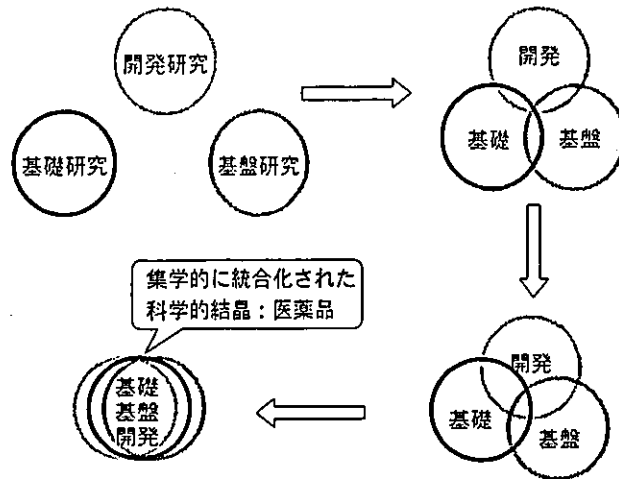 開発研究
基礎研究
基盤研究
開発
基礎
基盤
開発
基礎
基盤
集学的に統合化された
科学的結晶：医薬品
基礎
基盤
開発